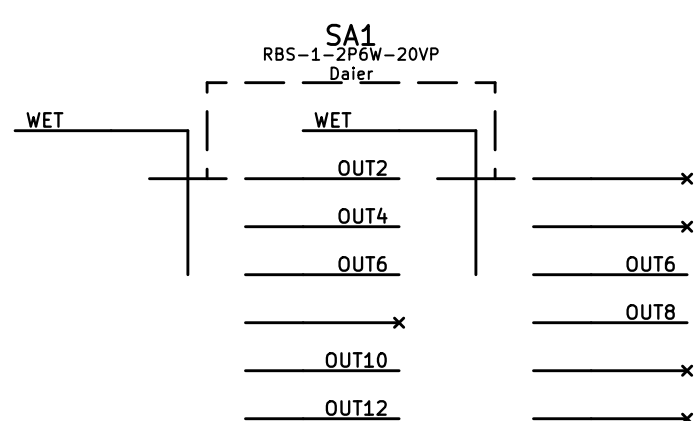 SA1
RBS-1-2P6W-20VP
Daier
WET
WET
OUT2
OUT4
OUT6
OUT6
OUT8
OUT10
OUT12